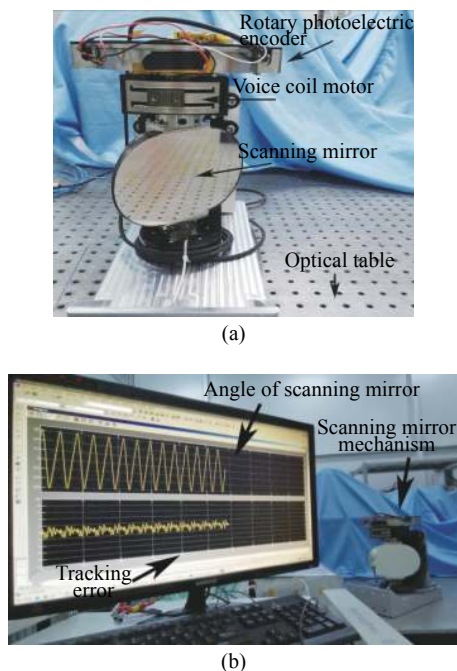 Rotary photoelectric
encoder
Voice coil motor
Scanning mirror
Optical table
(a)
Angle of scanning mirror
Scanning mirror
mechanism
Tracking
error
(b)